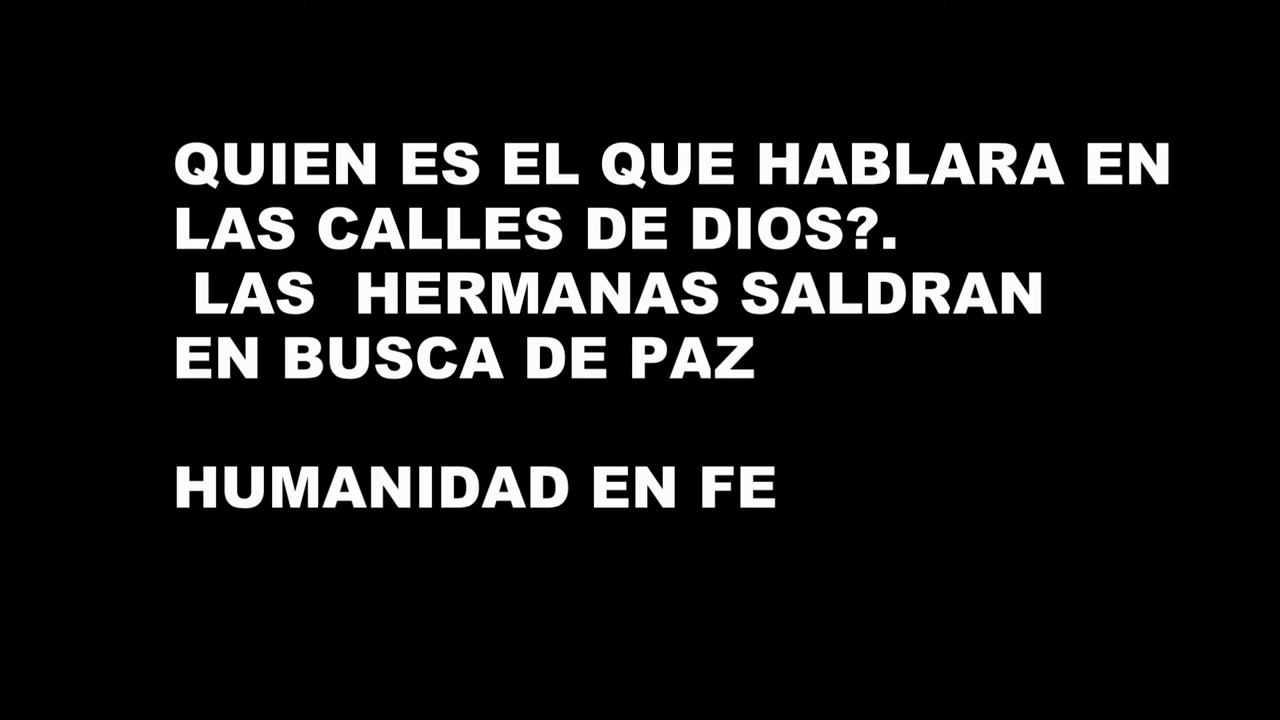 QUIEN ES EL QUE HABLARA EN
LAS CALLES DE DIOS?.
LAS HERMANAS SALDRAN
EN BUSCA DE PAZ
HUMANIDAD EN FE